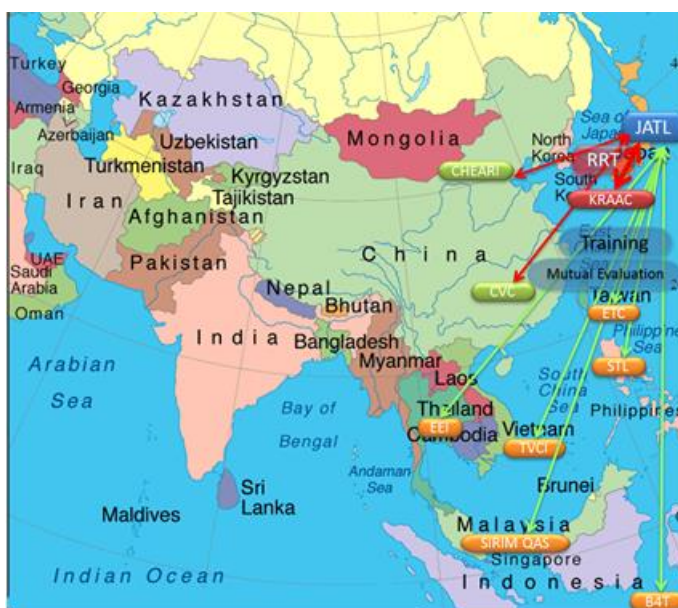 Turkey
Georgia
Armenia
Azerbaijan
Kazakhstan
Uzbekistan
Turkmenistan
Kyrgyzstan
Tajikistan
Mongolia
North
Korea
Sea of
Japan
JATL
RRT
CHEARI
South
KRAAC
Iraq
Iran
Afghanistan
China
Training
East
Sea
Mutual Evaluation
UAE
Saudi
Arabia
Oman
Pakistan
Nepal
Bhutan
India
Bangladesh
Myanmar
CVC
Taiwan
ETC
Philippine
Sea
STL
Arabian
Sea
Bay of
Bengal
Laos
Thailand
EEI
Cambodia
Vietnam
TVCI
South
China
Sea
Philippines
Andaman
Sea
Sri
Lanka
Maldives
Brunei
Malaysia
SIRIM QAS
Singapore
Indonesia
B4T
Indian Ocean